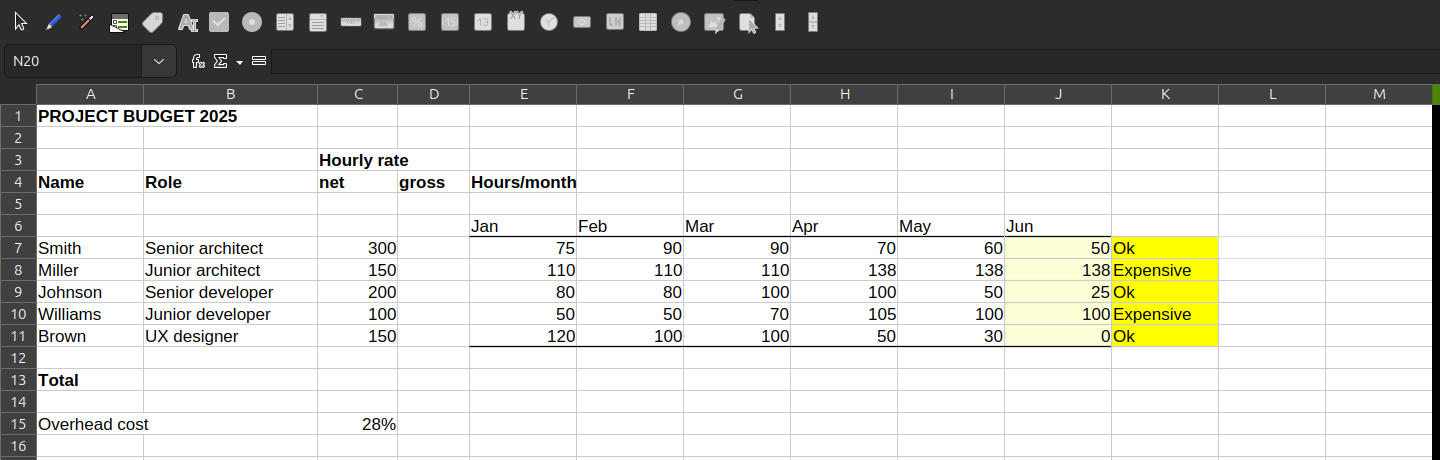 N20
A B C D E F G H I J K L M
1 PROJECT BUDGET 2025
2
3 Hourly rate
4 Name Role net gross Hours/month
5
6 Jan Feb Mar Apr May Jun
7 Smith Senior architect 300 75 90 90 70 60 50 Ok
8 Miller Junior architect 150 110 110 110 138 138 138 Expensive
9 Johnson Senior developer 200 80 80 100 100 50 25 Ok
10 Williams Junior developer 100 50 50 70 105 100 100 Expensive
11 Brown UX designer 150 120 100 100 50 30 0 Ok
12
13 Total
14
15 Overhead cost 28%
16